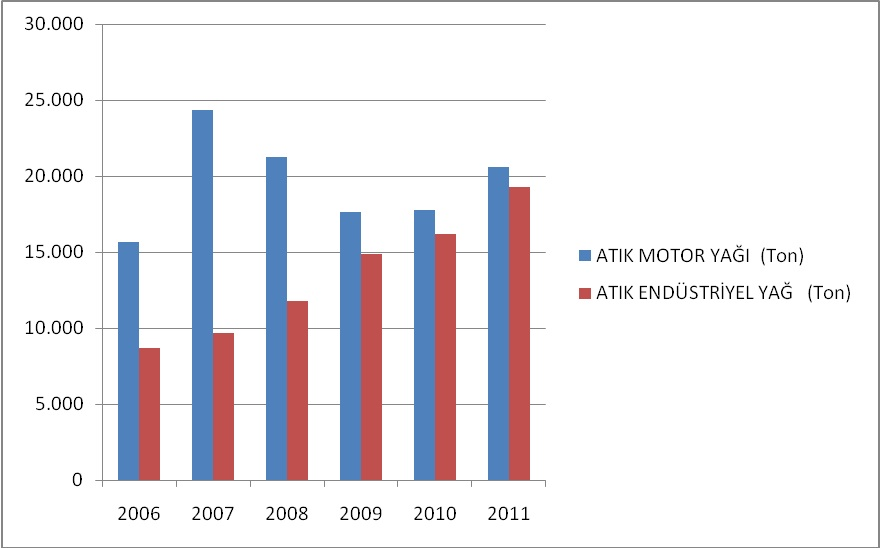 30.000
25.000
20.000
15.000
10.000
5.000
0
2006 2007 2008 2009 2010 2011
ATIK MOTOR YAĞI (Ton)
ATIK ENDÜSTRİYEL YAĞ (Ton)